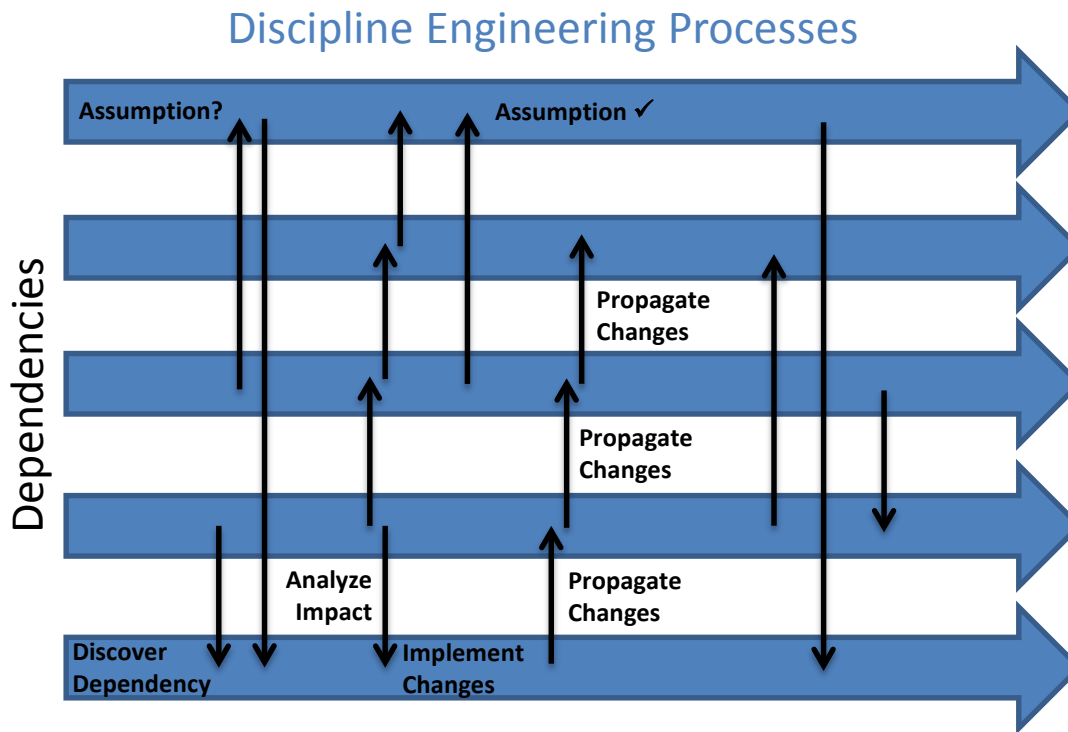 Discipline Engineering Processes
Assumption?
Assumption ✓
Dependencies
Propagate
Changes
Propagate
Changes
Analyze
Impact
Propagate
Changes
Discover
Dependency
Implement
Changes